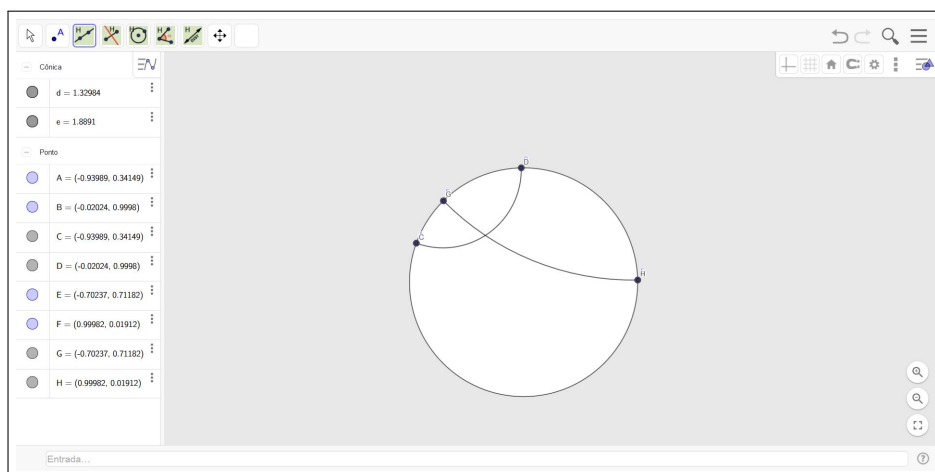 A
H
H
H
H
H
Cônica
N
d = 1.32984
e = 1.8891
Ponto
A = (-0.93989, 0.34149)
B = (-0.02024, 0.9998)
C = (-0.93989, 0.34149)
D = (-0.02024, 0.9998)
E = (-0.70237, 0.71182)
F = (0.99982, 0.01912)
G = (-0.70237, 0.71182)
H = (0.99982, 0.01912)
D
G
C
H
Entrada...
?